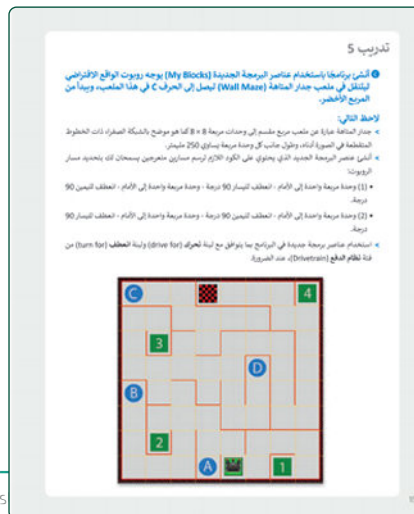 تدريب 5
أنشئ برنامجًا باستخدام عناصر البرمجة الجديدة (My Blocks) يوجه روبوت الواقع الافتراضي
ليتنقل في ملعب جدار المتاهة (Wall Maze) ليصل إلى الحرف C في هذا الملعب، ويبدأ من
المربع الأخضر.
لاحظ التالي:
جدار المتاهة عبارة عن ملعب مربع مقسم إلى وحدات مربعة 8 × 8 كما هو موضح بالشبكة الصفراء ذات الخطوط
المتقطعة في الصورة أدناه، وطول جانب كل وحدة مربعة يساوي 250 مليمتر.
أنشئ عنصر البرمجة الجديد الذي يحتوي على الكود اللازم لرسم مسارين متعرجين يسمحان لك بتحديد مسار
الروبوت:
• (1) وحدة مربعة واحدة إلى الأمام - انعطف لليسار 90 درجة - وحدة مربعة واحدة إلى الأمام - انعطف لليمين 90
درجة.
• (2) وحدة مربعة واحدة إلى الأمام - انعطف لليمين 90 درجة - وحدة مربعة واحدة إلى الأمام - انعطف لليسار 90
درجة.
استخدام عناصر برمجة جديدة في البرنامج بما يتوافق مع لبنة تحرك (drive for) ولبنة انعطف (turn for) من
فئة نظام الدفع (Drivetrain)، عند الضرورة.
C
4
3
D
B
2
A
1